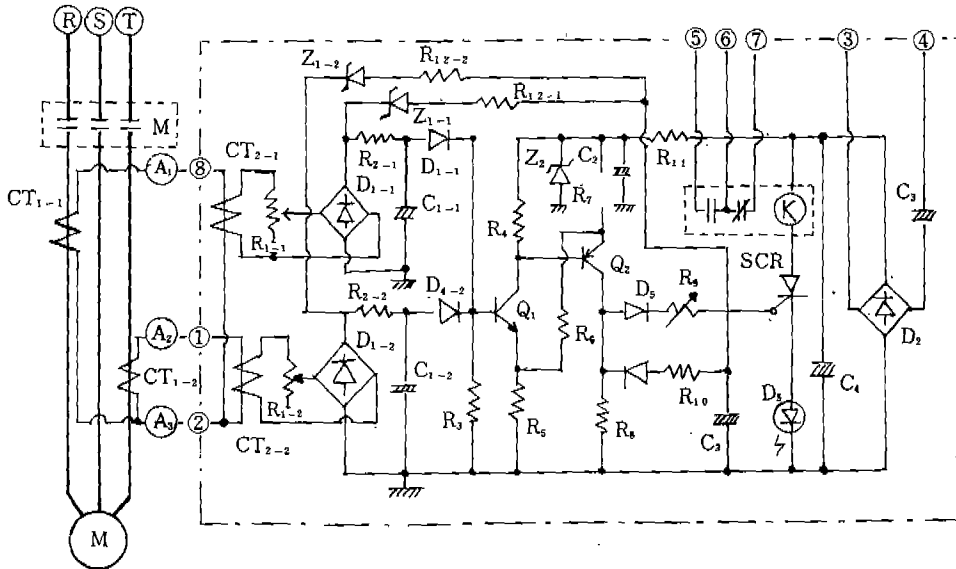 R S T
⑤ ⑥ ⑦ ③ ④
Z₁₋₂ R₁₂₋₂
R₁₂₋₁
Z₁₋₁
M
A₁ ⑧ CT₂₋₁
R₂₋₁ D₁₋₁
Z₂ C₂ R₁₁
CT₁₋₁
D₁₋₁
C₁₋₁
R₇
K
C₃
R₁₋₁
R₄
Q₂
SCR
R₂₋₂ D₄₋₂
Q₁
D₅ R₉
A₂ ①
D₁₋₂
R₆
D₂
CT₁₋₂
R₁₋₂
C₁₋₂
R₁₀
D₃
C₄
A₃ ②
R₃ R₅ R₈
C₃
CT₂₋₂
M